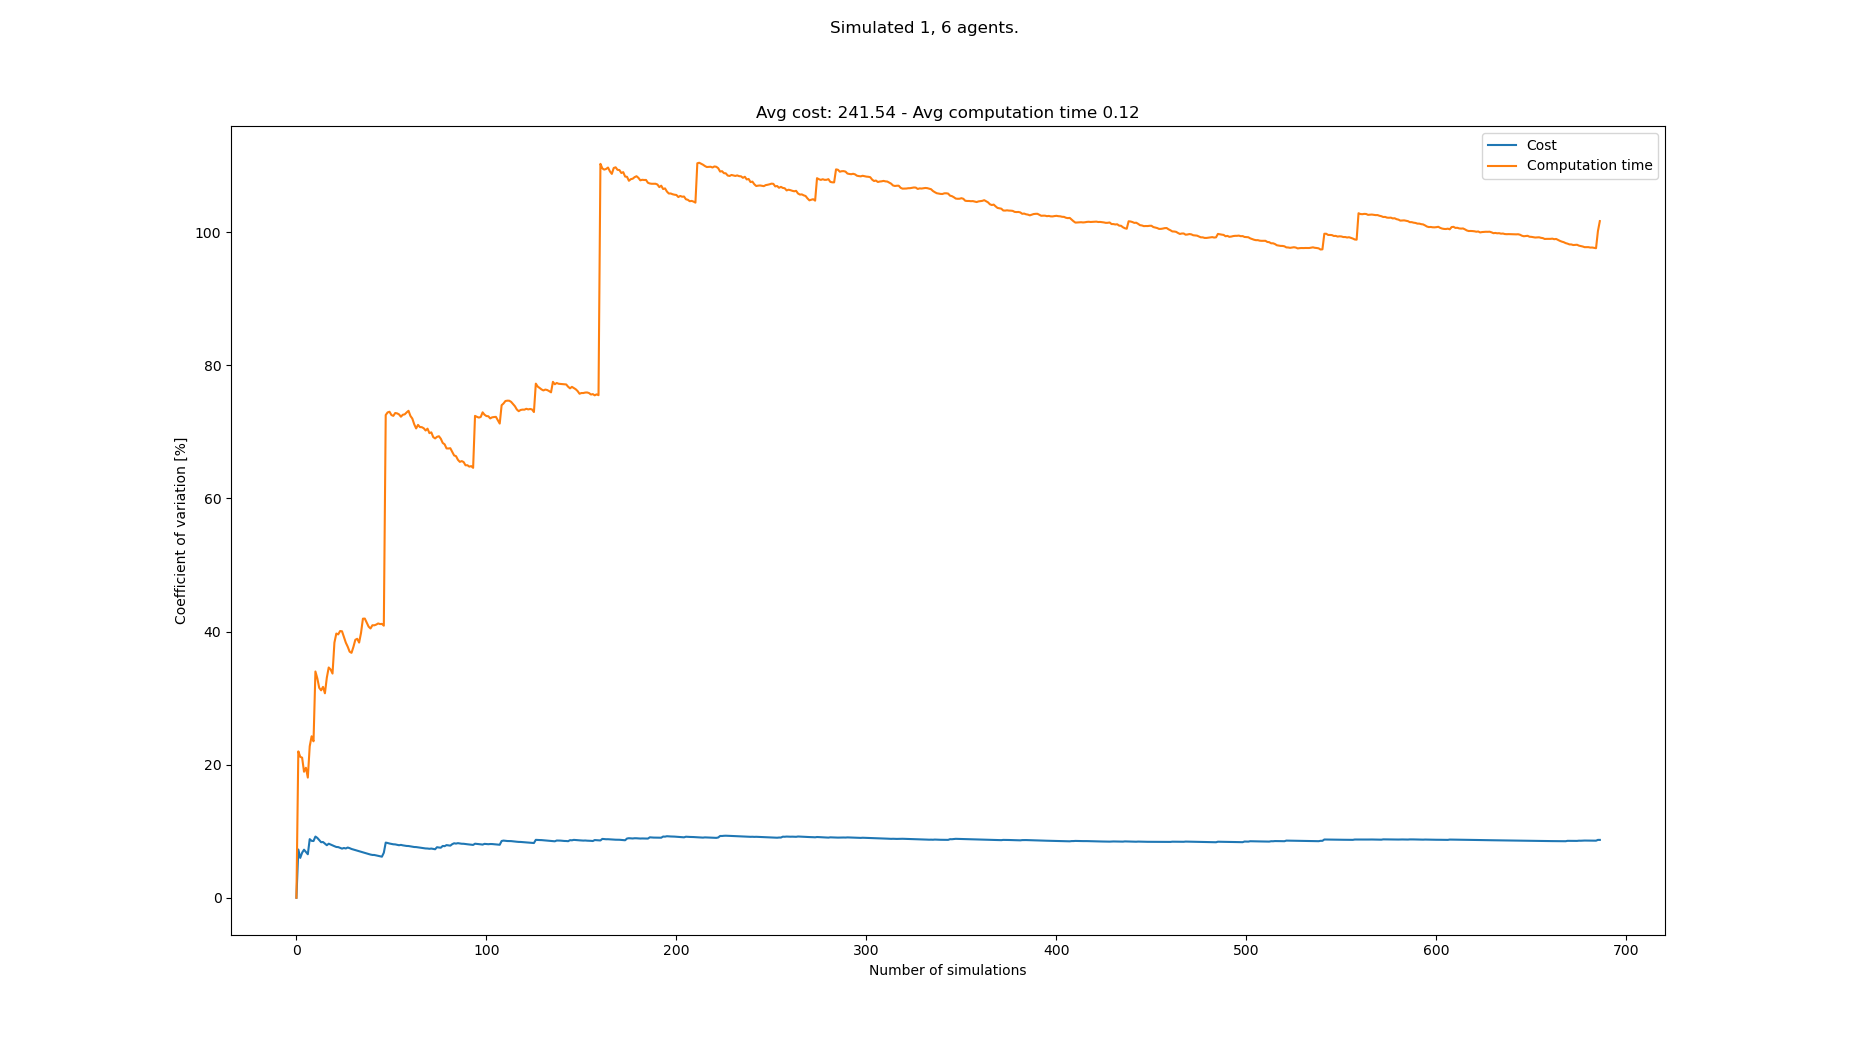 Simulated 1, 6 agents.
Avg cost: 241.54 - Avg computation time 0.12
Cost
Computation time
100
80
60
40
20
0
Coefficient of variation [%]
0 100 200 300 400 500 600 700
Number of simulations